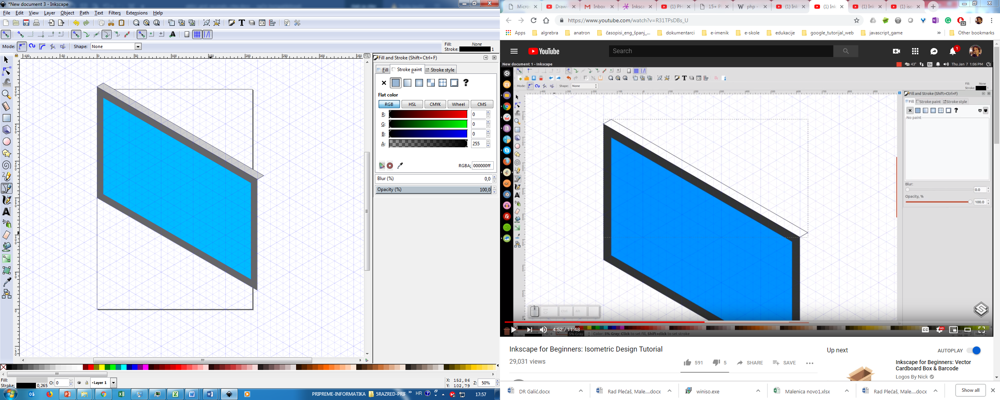 *New document 3 - Inkscape
File Edit View Layer Object Path Text Filters Extensions Help
Mode: Shape: None
Fill: None
Stroke: 1
Fill and Stroke (Shift+Ctrl+F)
Fill Stroke paint Stroke style
Flat color
RGB HSL CMYK Wheel CMS
R: 0
G: 0
B: 0
A: 255
RGBA: 000000ff
Blur (%) 0,0
Opacity (%) 100,0
Fill:
Stroke: 0,265 O: 0 Layer 1
X: 152,86
Y: 102,79
Z: 50%
PRIPREME-INFORMATIKA 5RAZRED-PRIF HR 17:57
Micro Drawi Inbox Inksca (1) PH 15+ P php - (1) Ink (1) Ink (1) Ink (1) iso
https://www.youtube.com/watch?v=R31TPsDBs_U
12
Apps algrebra anatron časopisi_eng_španj_... dokumentarci e-imenik e-skole edukacije google_tutorijal_web javascript_game » Other bookmarks
YouTube
Search
1
New document 1 - Inkscape
43° En Thu Jan 7 1:06 PM
Mode: Shape: None
Fill: None
Stroke: 1
Fill and Stroke (Shift+Ctrl+F)
Fill Stroke paint Stroke style
No paint
Blur:
0.0
Opacity, %
100.0
Ctrl Alt
4:52 / 11:48
5% Gray
Color: 5% Gray; Click to set fill, Shift+click to set stroke
CC HD
Inkscape for Beginners: Isometric Design Tutorial
29,031 views
591 5 SHARE SAVE
Up next
AUTOPLAY
Inkscape for Beginners: Vector
Cardboard Box & Barcode
Logos By Nick
DR Galić.docx Rad Plećaš, Male....docx winiso.exe Malenica novo1.xlsx Rad Plećaš, Male....docx Show all